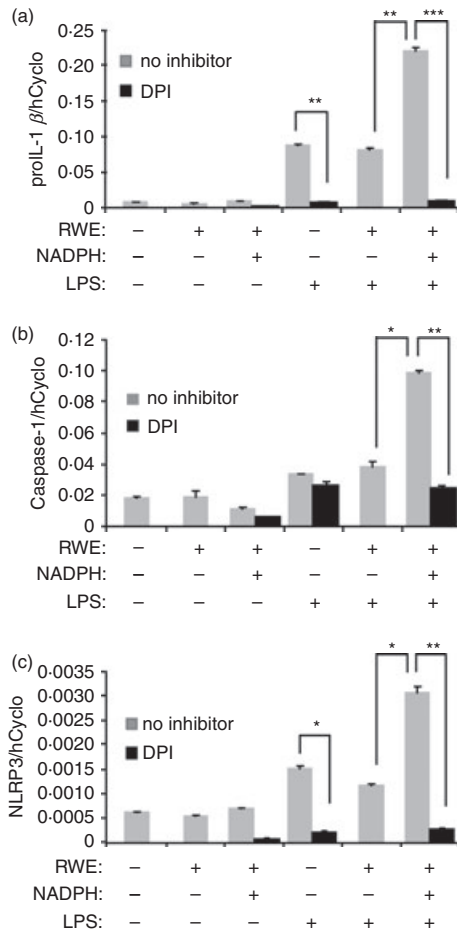 (a)
** ***
0·25
no inhibitor
0·20
DPI
0·15
**
0·10
0·05
0
proIL-1 β/hCyclo
RWE: – + + – + +
NADPH: – – + – – +
LPS: – – – + + +
(b)
0·12
* **
0·10
no inhibitor
0·08
DPI
0·06
0·04
0·02
0
Caspase-1/hCyclo
RWE: – + + – + +
NADPH: – – + – – +
LPS: – – – + + +
(c)
* **
0·0035
0·0030
no inhibitor
0·0025
DPI
0·0020
*
0·0015
0·0010
0·0005
0
NLRP3/hCyclo
RWE: – + + – + +
NADPH: – – + – – +
LPS: – – – + + +